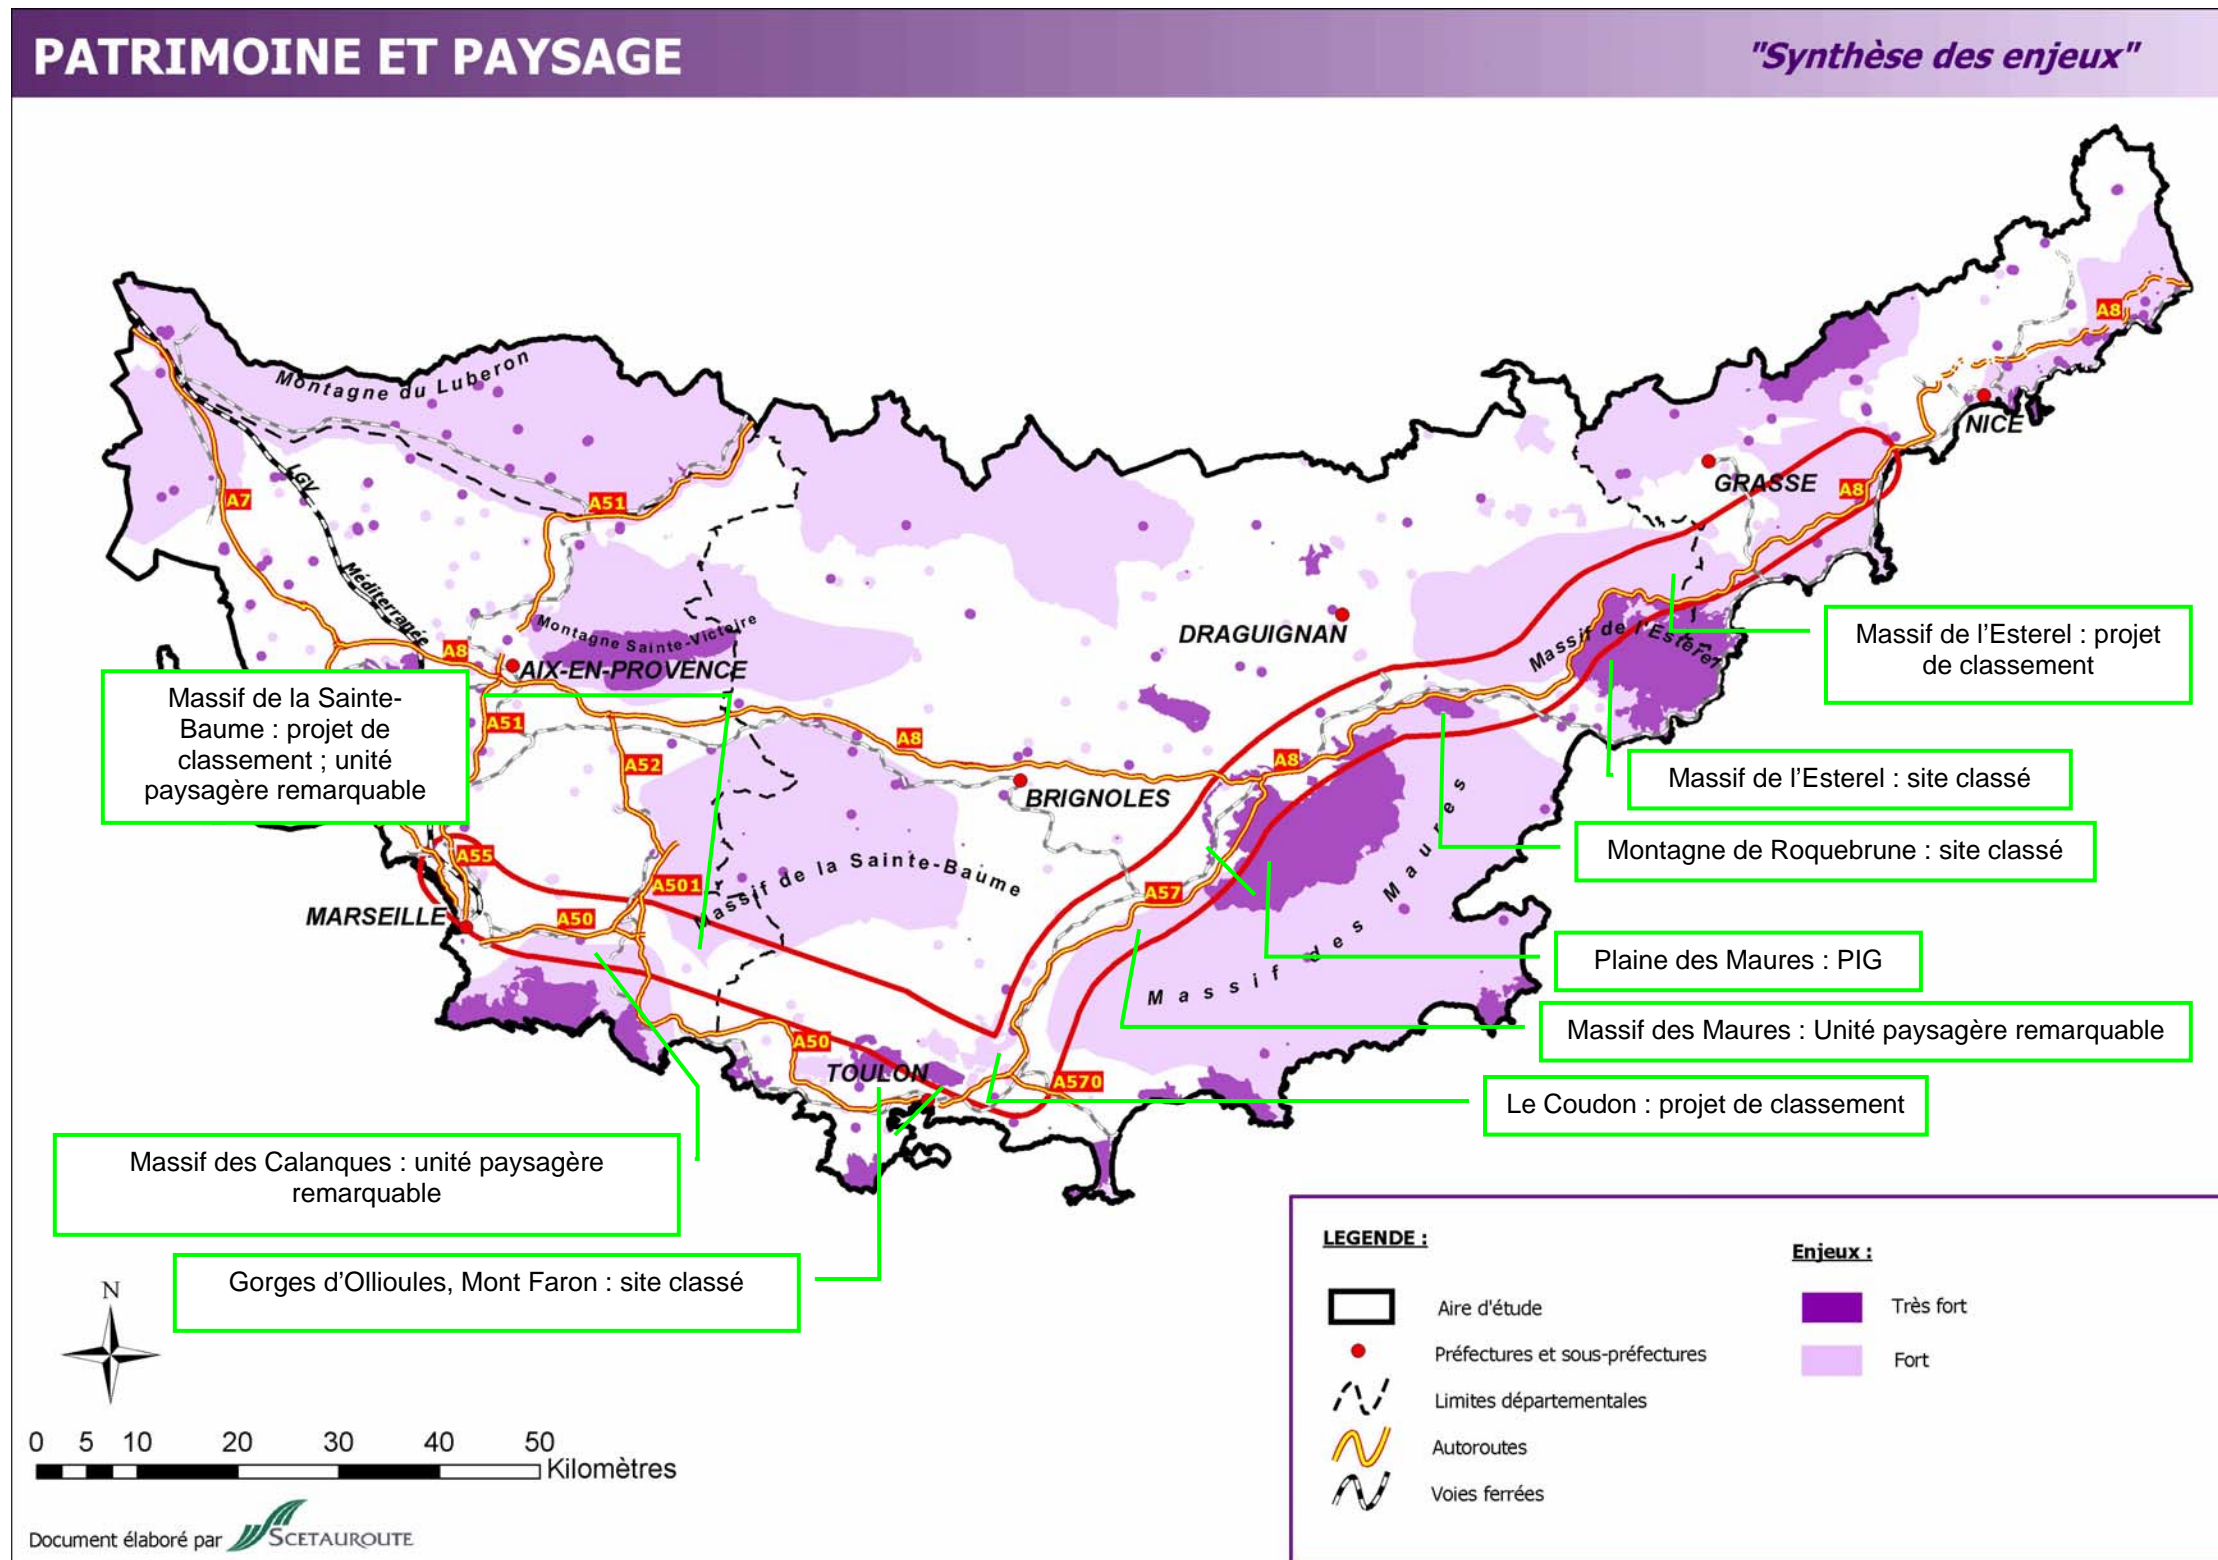 PATRIMOINE ET PAYSAGE
"Synthèse des enjeux"
Montagne du Luberon
A7
LGV
Méditerranée
A51
A8
Montagne Sainte-Victoire
AIX-EN-PROVENCE
A51
A52
A8
BRIGNOLES
DRAGUIGNAN
GRASSE
A8
NICE
A8
Massif de l'Esterel
A8
A55
A501
Massif de la Sainte-Baume
A57
Massif des Maures
MARSEILLE
A50
A50
TOULON
A570
Massif de la Sainte-
Baume : projet de
classement ; unité
paysagère remarquable
Massif de l'Esterel : projet
de classement
Massif de l'Esterel : site classé
Montagne de Roquebrune : site classé
Plaine des Maures : PIG
Massif des Maures : Unité paysagère remarquable
Le Coudon : projet de classement
Massif des Calanques : unité paysagère
remarquable
Gorges d'Ollioules, Mont Faron : site classé
N
0 5 10 20 30 40 50
Kilomètres
Document élaboré par SCETAUROUTE
LEGENDE :
Aire d'étude
Préfectures et sous-préfectures
Limites départementales
Autoroutes
Voies ferrées
Enjeux :
Très fort
Fort